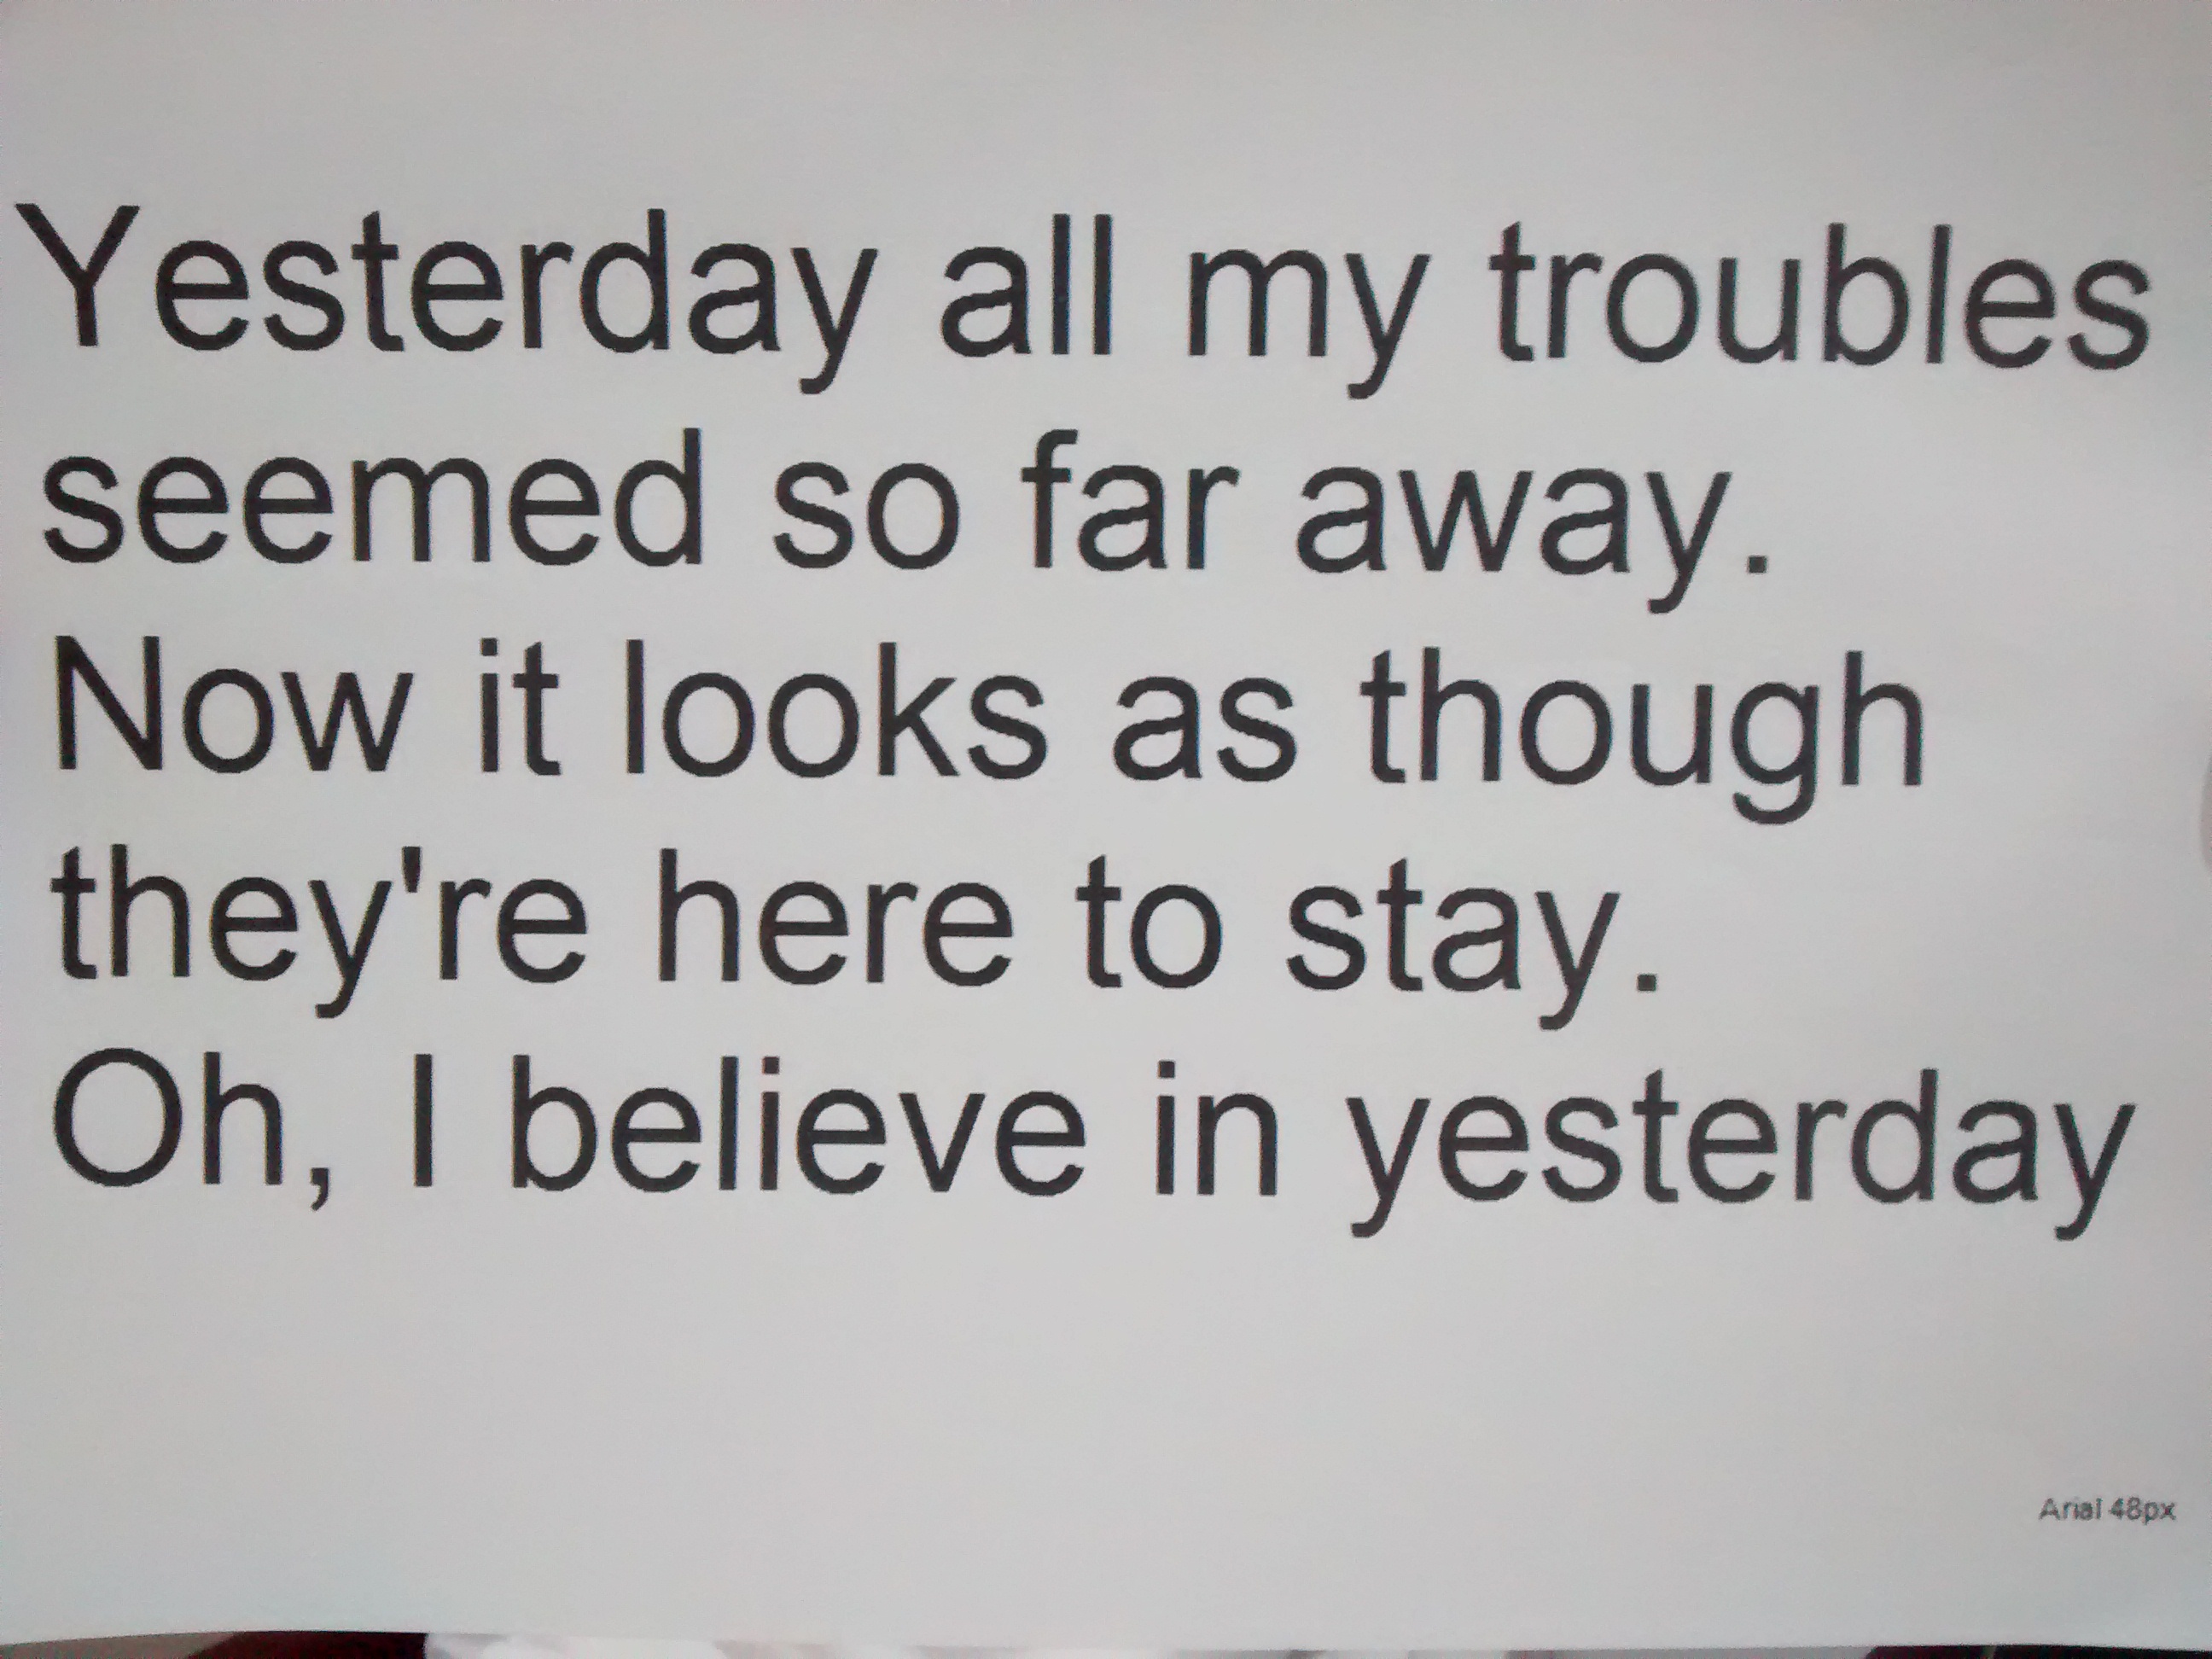 Yesterday all my troubles
seemed so far away.
Now it looks as though
they're here to stay.
Oh, I believe in yesterday
Arial 48px